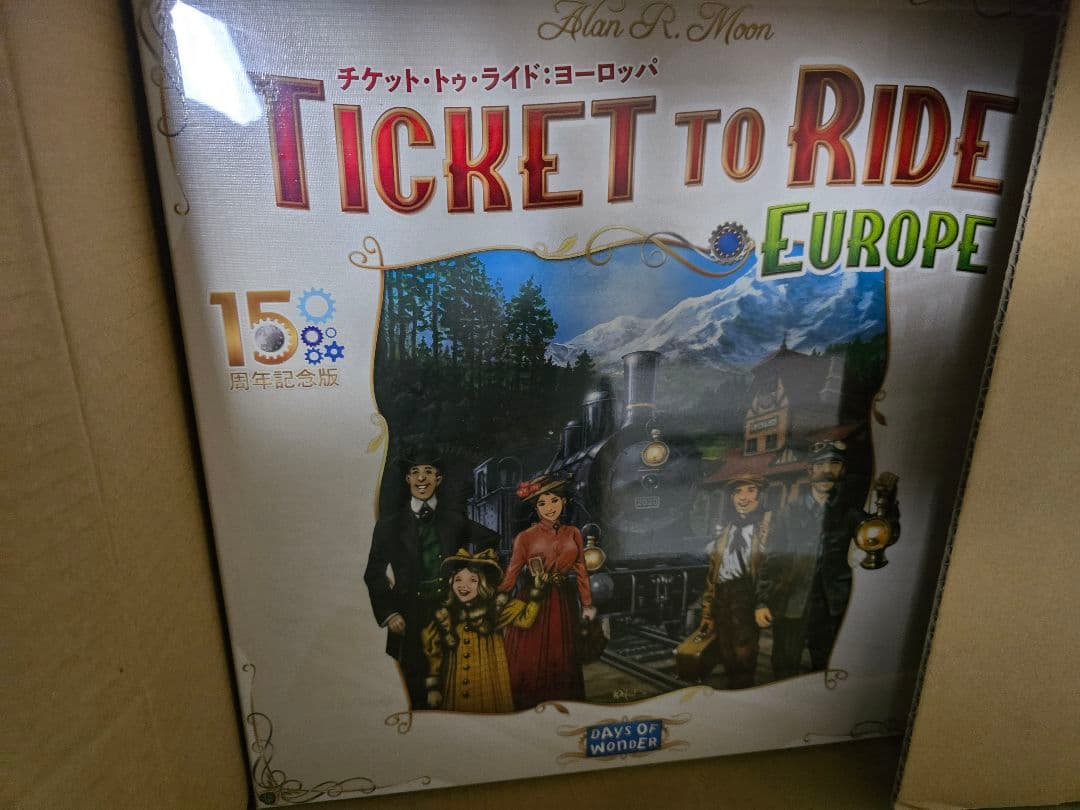 Alan R. Moon
チケット・トゥ・ライド:ヨーロッパ
TICKET TO RIDE
EUROPE
15
周年記念版
2020
DAYS OF
WONDER